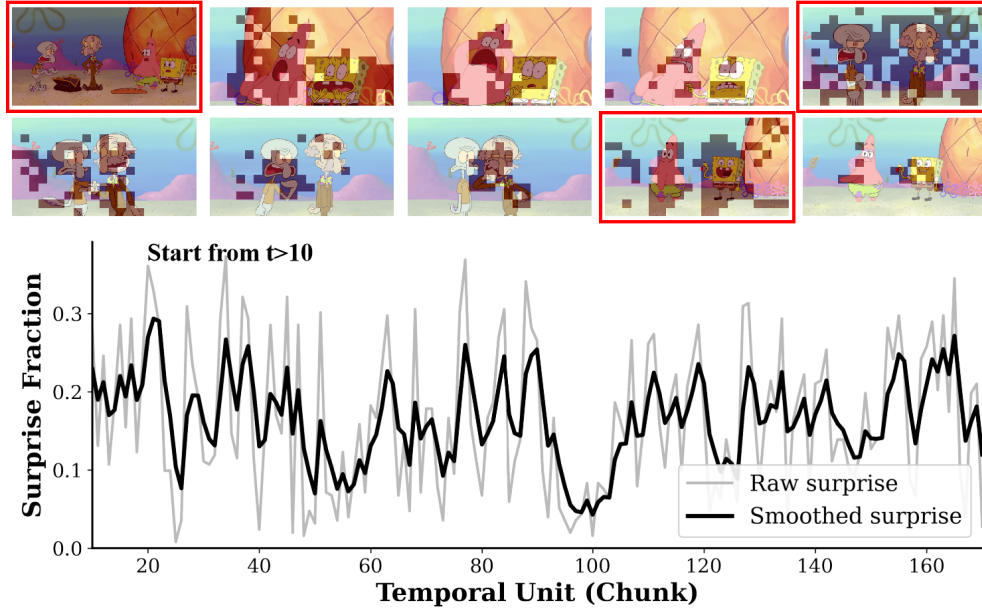 Start from t>10
Surprise Fraction
0.3
0.2
0.1
0.0
Raw surprise
Smoothed surprise
20 40 60 80 100 120 140 160
Temporal Unit (Chunk)